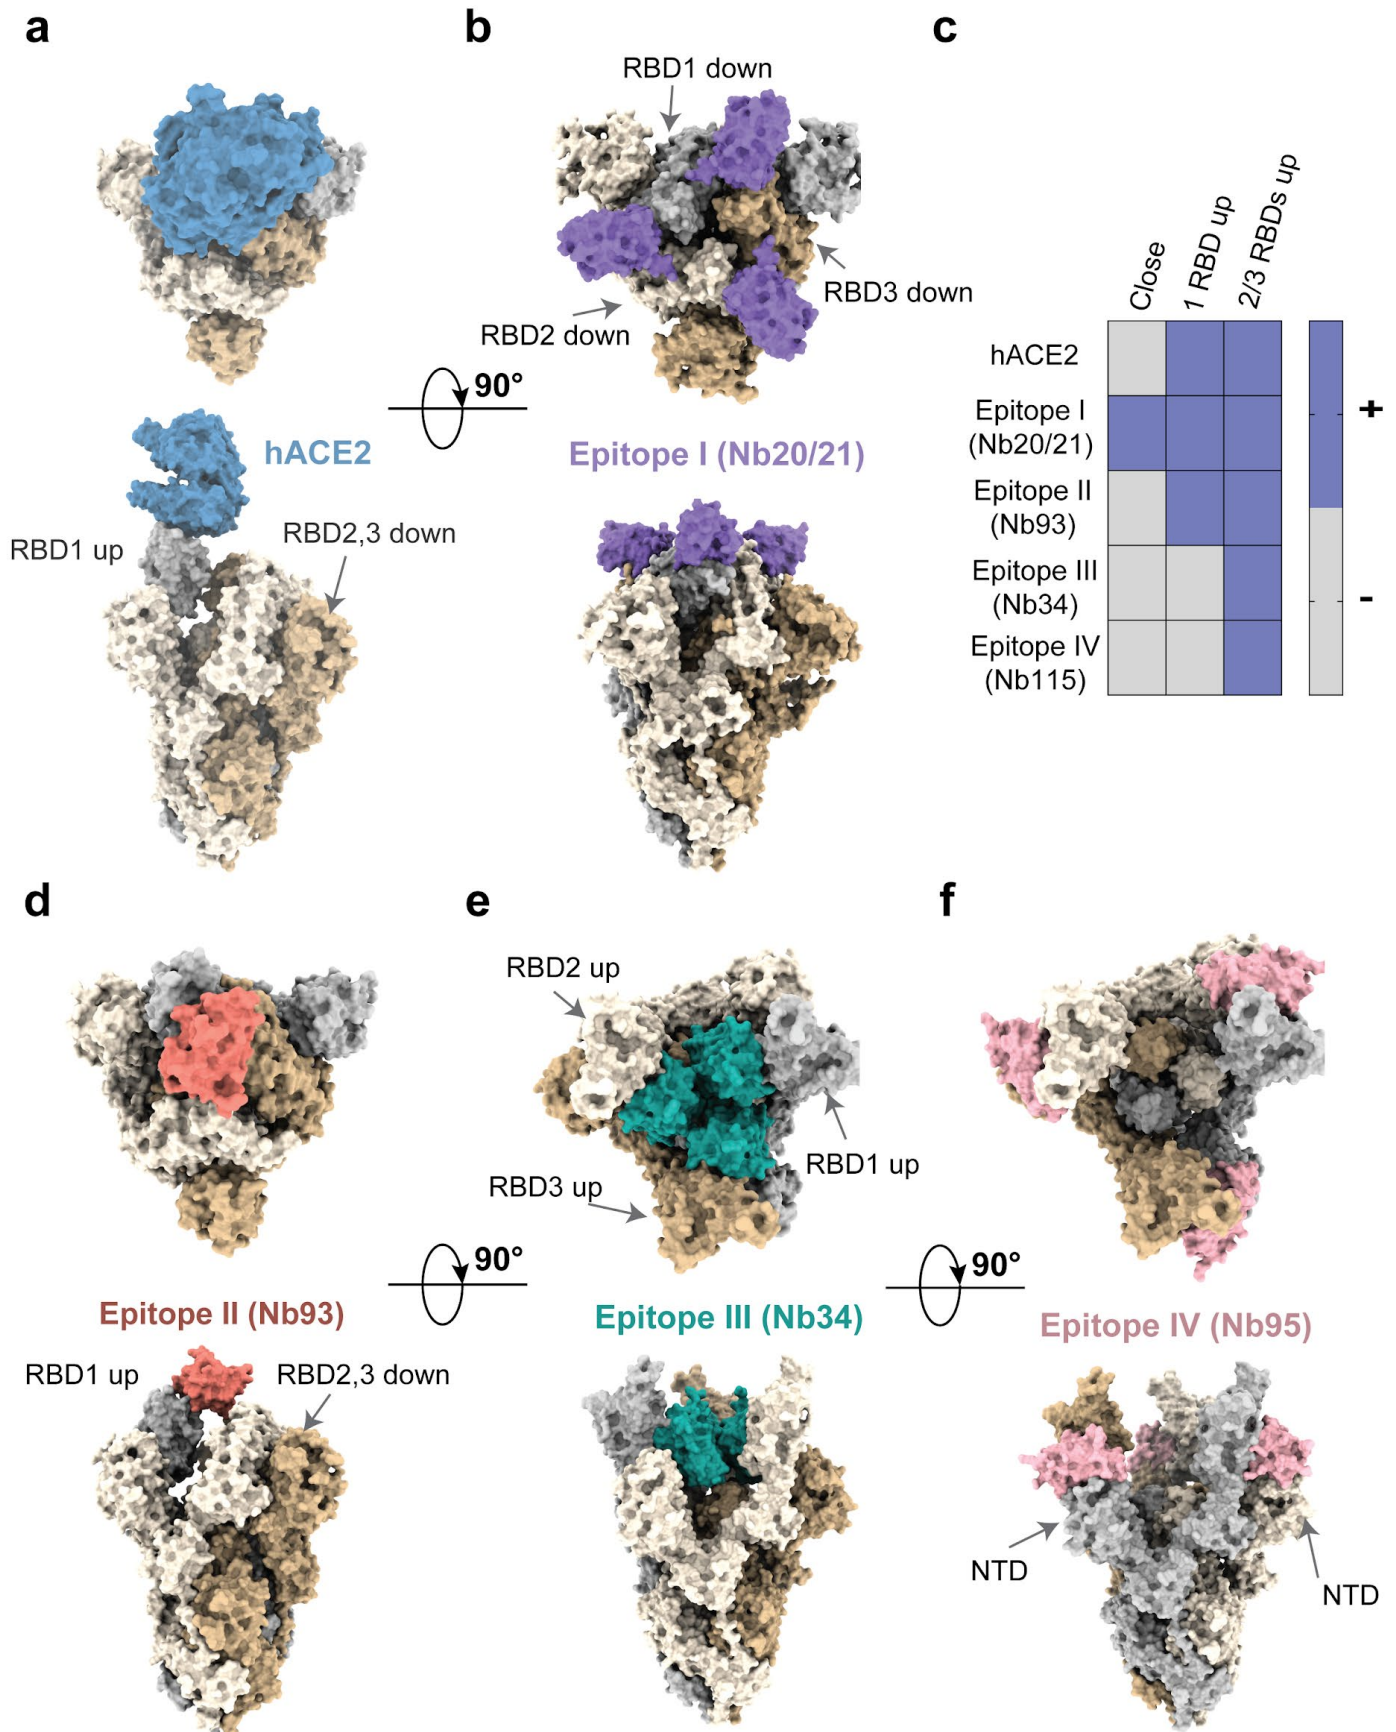 a
hACE2
RBD1 up
RBD2,3 down
90°
b
RBD1 down
RBD3 down
RBD2 down
Epitope I (Nb20/21)
c
Close
1 RBD up
2/3 RBDs up
hACE2
Epitope I
(Nb20/21)
Epitope II
(Nb93)
Epitope III
(Nb34)
Epitope IV
(Nb115)
+
-
d
Epitope II (Nb93)
RBD1 up
RBD2,3 down
90°
e
RBD2 up
RBD1 up
RBD3 up
Epitope III (Nb34)
90°
f
Epitope IV (Nb95)
NTD
NTD